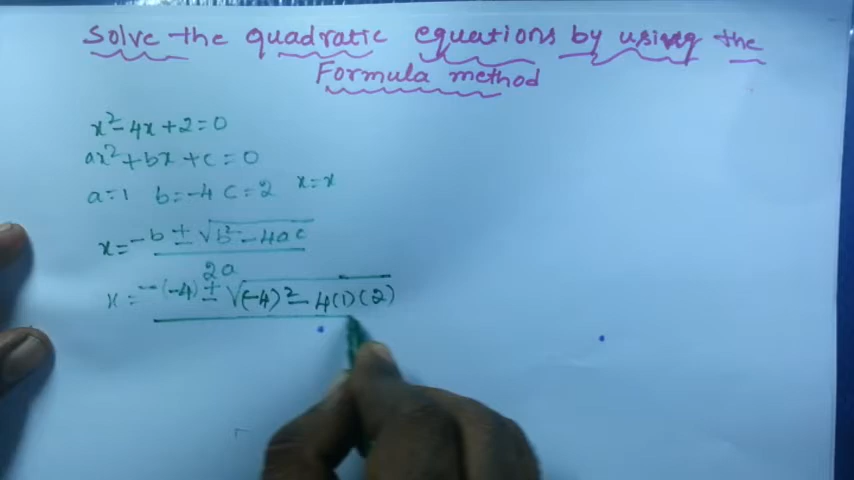 Solve the quadratic equations by using the
Formula method
x² - 4x + 2 = 0
ax² + bx + c = 0
a = 1 b = -4 c = 2 x = x
x = -b ± √b² - 4ac
2a
x = -(-4) ± √(-4)² - 4(1)(2)